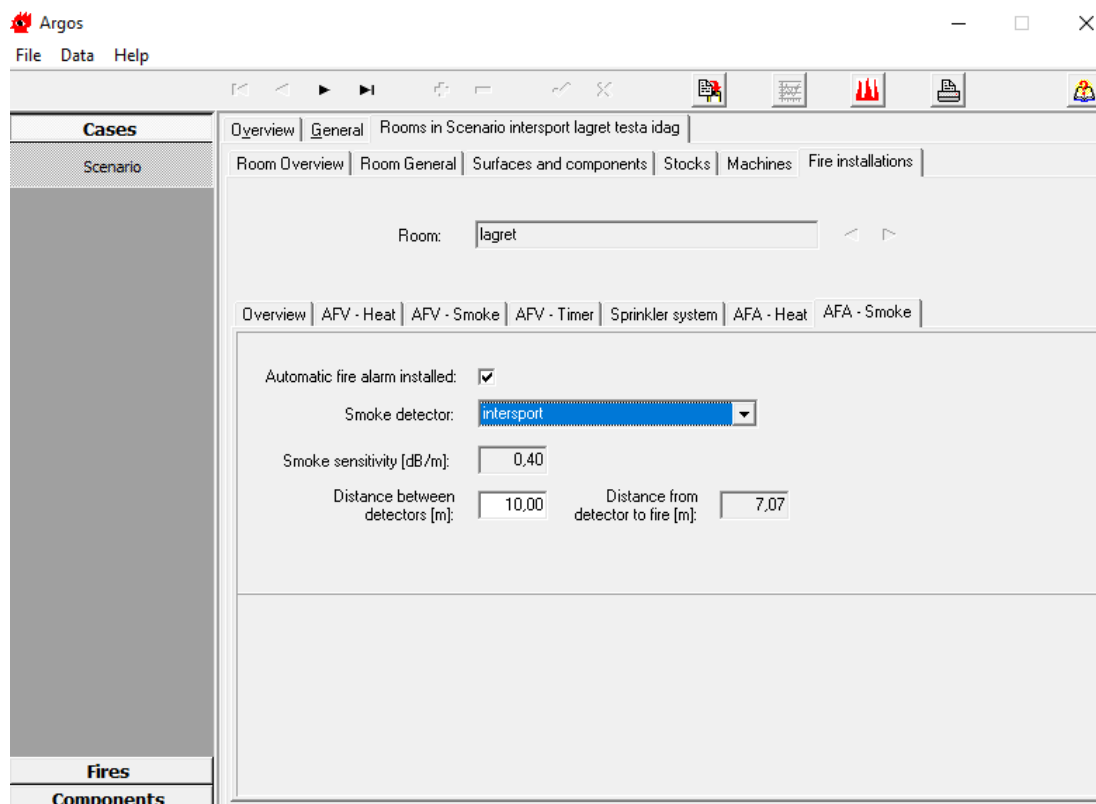 Argos
File Data Help
Cases
Scenario
Overview General Rooms in Scenario intersport lagret testa idag
Room Overview Room General Surfaces and components Stocks Machines Fire installations
Room: lagret
Overview AFV - Heat AFV - Smoke AFV - Timer Sprinkler system AFA - Heat AFA - Smoke
Automatic fire alarm installed:
Smoke detector: intersport
Smoke sensitivity [dB/m]: 0,40
Distance between
detectors [m]: 10,00
Distance from
detector to fire [m]: 7,07
Fires
Components